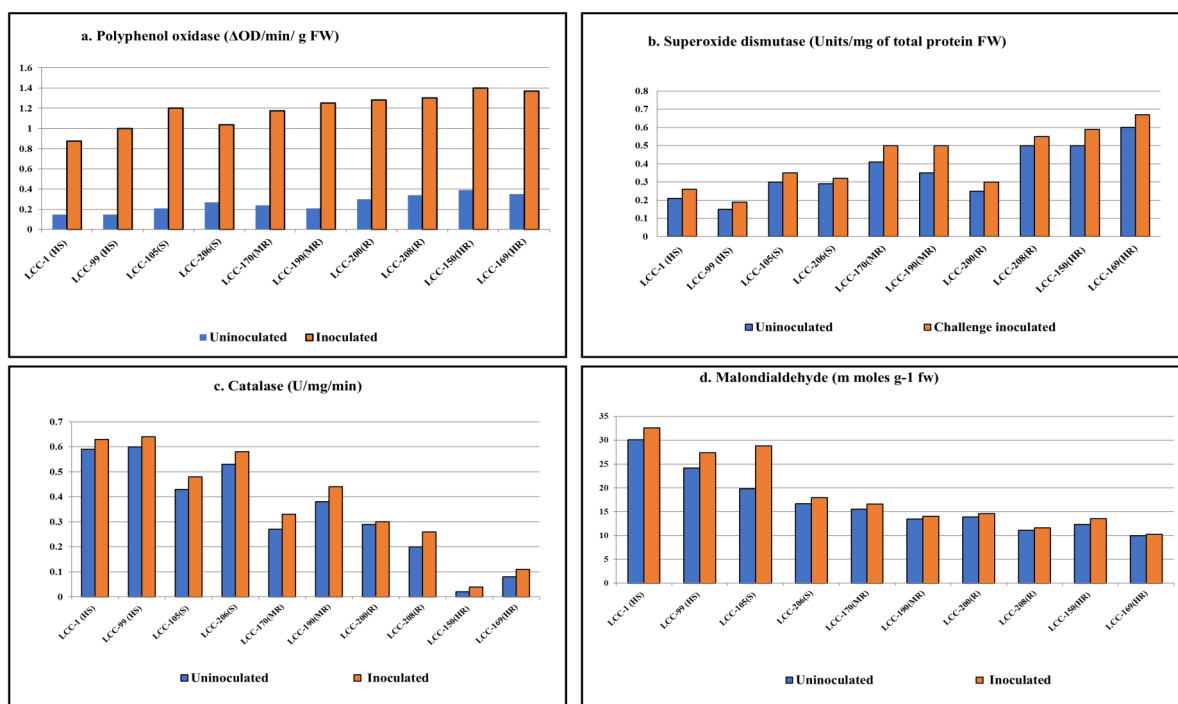 a. Polyphenol oxidase (ΔOD/min/ g FW)
1.6
1.4
1.2
1
0.8
0.6
0.4
0.2
0
LCC-1 (HS)
LCC-99 (HS)
LCC-105(S)
LCC-206(S)
LCC-170(MR)
LCC-190(MR)
LCC-200(R)
LCC-208(R)
LCC-150(HR)
LCC-169(HR)
Uninoculated Inoculated
b. Superoxide dismutase (Units/mg of total protein FW)
0.8
0.7
0.6
0.5
0.4
0.3
0.2
0.1
0
LCC-1 (HS)
LCC-99 (HS)
LCC-105(S)
LCC-206(S)
LCC-170(MR)
LCC-190(MR)
LCC-200(R)
LCC-208(R)
LCC-150(HR)
LCC-169(HR)
Uninoculated Challenge inoculated
c. Catalase (U/mg/min)
0.7
0.6
0.5
0.4
0.3
0.2
0.1
0
LCC-1 (HS)
LCC-99 (HS)
LCC-105(S)
LCC-206(S)
LCC-170(MR)
LCC-190(MR)
LCC-200(R)
LCC-208(R)
LCC-150(HR)
LCC-169(HR)
Uninoculated Inoculated
d. Malondialdehyde (m moles g-1 fw)
35
30
25
20
15
10
5
0
LCC-1 (HS)
LCC-99 (HS)
LCC-105(S)
LCC-206(S)
LCC-170(MR)
LCC-190(MR)
LCC-200(R)
LCC-208(R)
LCC-150(HR)
LCC-169(HR)
Uninoculated Inoculated